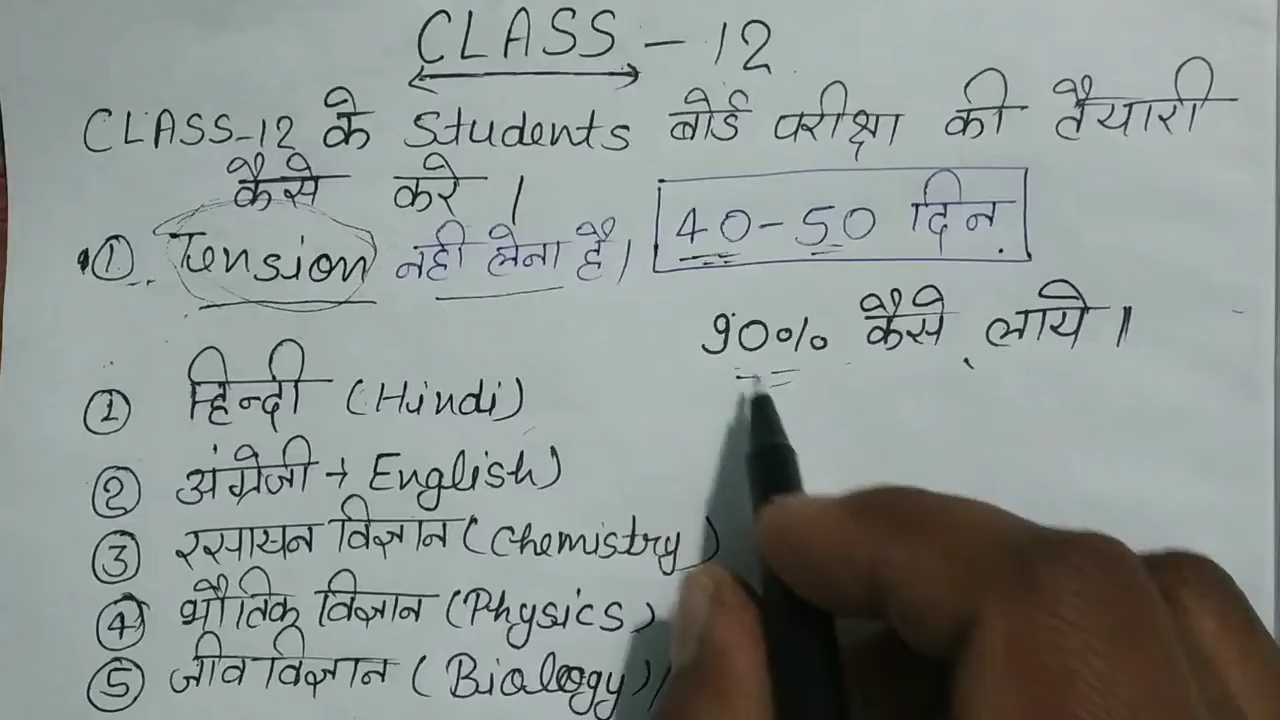 CLASS - 12
CLASS-12 के Students बोर्ड परीक्षा की तैयारी
कैसे करे ।
① Tension नही लेना है। 40-50 दिन
90% कैसे लाये ॥
① हिन्दी (Hindi)
② अंग्रेजी → English)
③ रसायन विज्ञान (Chemistry)
④ भौतिक विज्ञान (Physics)
⑤ जीव विज्ञान (Biology)